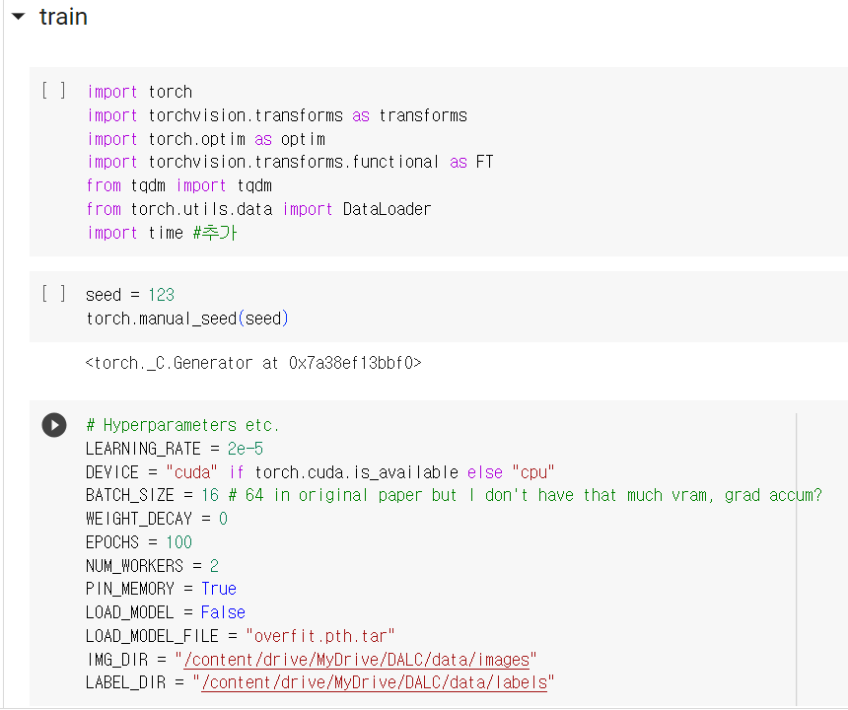 train
[ ] import torch
import torchvision.transforms as transforms
import torch.optim as optim
import torchvision.transforms.functional as FT
from tqdm import tqdm
from torch.utils.data import DataLoader
import time #추가
[ ] seed = 123
torch.manual_seed(seed)
<torch._C.Generator at 0x7a38ef13bbf0>
# Hyperparameters etc.
LEARNING_RATE = 2e-5
DEVICE = "cuda" if torch.cuda.is_available else "cpu"
BATCH_SIZE = 16 # 64 in original paper but I don't have that much vram, grad accum?
WEIGHT_DECAY = 0
EPOCHS = 100
NUM_WORKERS = 2
PIN_MEMORY = True
LOAD_MODEL = False
LOAD_MODEL_FILE = "overfit.pth.tar"
IMG_DIR = "/content/drive/MyDrive/DALC/data/images"
LABEL_DIR = "/content/drive/MyDrive/DALC/data/labels"